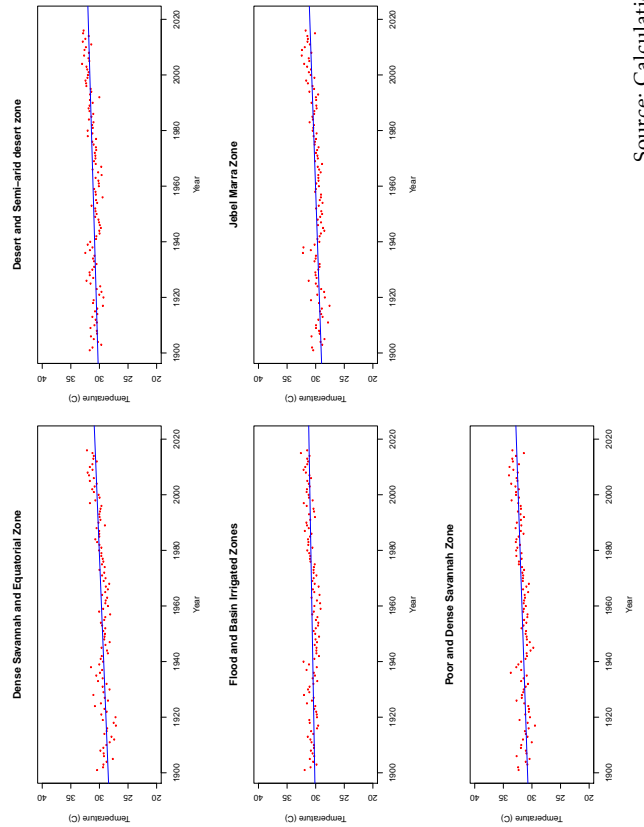 Dense Savannah and Equatorial Zone
Temperature (C)
40
35
30
25
20
1900 1920 1940 1960 1980 2000 2020
Year
Desert and Semi–arid desert zone
Temperature (C)
40
35
30
25
20
1900 1920 1940 1960 1980 2000 2020
Year
Flood and Basin Irrigated Zones
Temperature (C)
40
35
30
25
20
1900 1920 1940 1960 1980 2000 2020
Year
Jebel Marra Zone
Temperature (C)
40
35
30
25
20
1900 1920 1940 1960 1980 2000 2020
Year
Poor and Dense Savannah Zone
Temperature (C)
40
35
30
25
20
1900 1920 1940 1960 1980 2000 2020
Year
Source: Calculatio